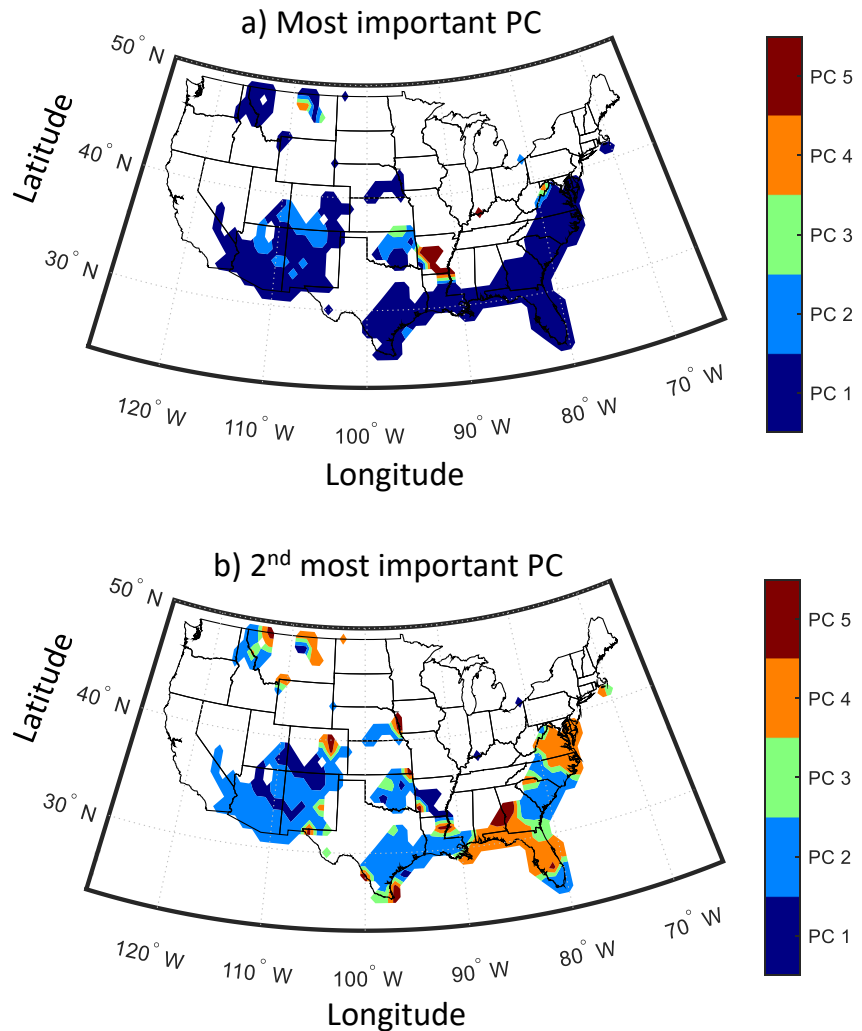 a) Most important PC
50° N
40° N
30° N
Latitude
120° W
110° W
100° W
90° W
80° W
70° W
Longitude
PC 5
PC 4
PC 3
PC 2
PC 1
b) 2nd most important PC
50° N
40° N
30° N
Latitude
120° W
110° W
100° W
90° W
80° W
70° W
Longitude
PC 5
PC 4
PC 3
PC 2
PC 1